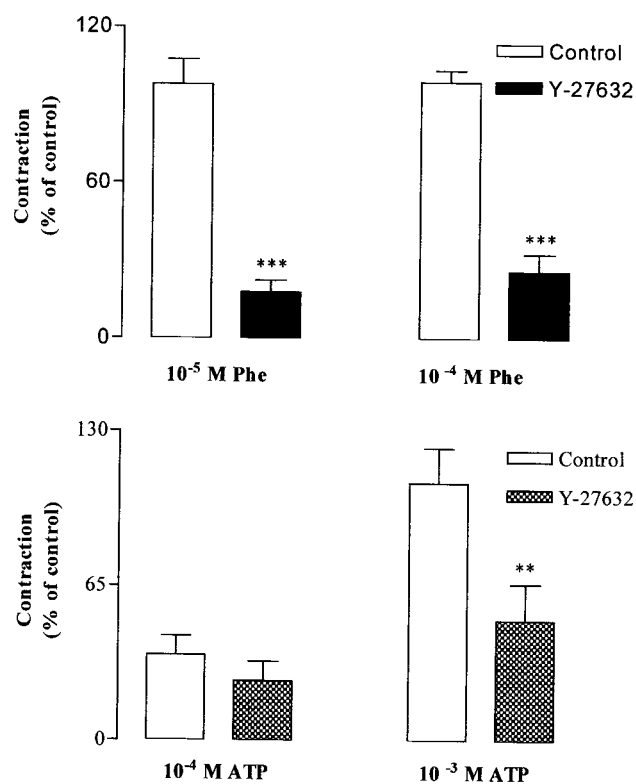 120
Control
Y-27632
Contraction
(% of control)
60
***
***
0
10⁻⁵ M Phe
10⁻⁴ M Phe
130
Control
Y-27632
Contraction
(% of control)
65
**
0
10⁻⁴ M ATP
10⁻³ M ATP